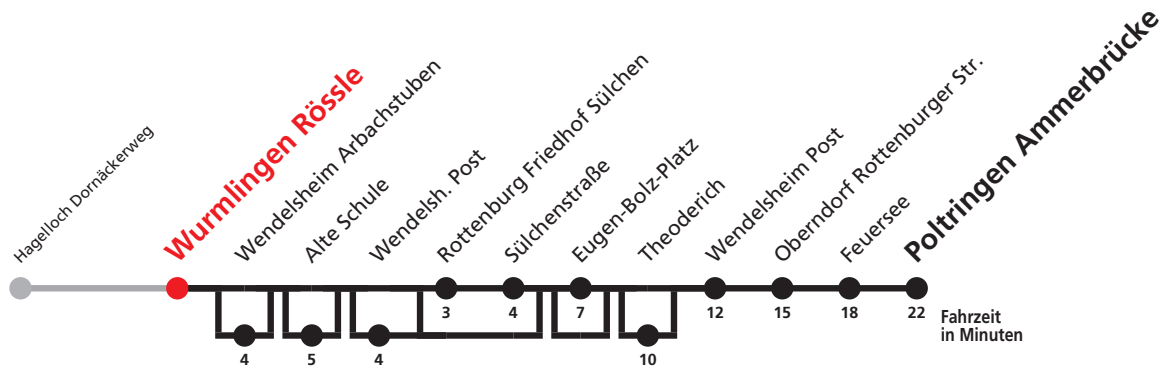 Hagelloch Dornäckerweg
Wurmlingen Rössle
Wendelsheim Arbachstuben
Alte Schule
Wendelsh. Post
Rottenburg Friedhof Sülchen
Sülchenstraße
Eugen-Bolz-Platz
Theoderich
Wendelsheim Post
Oberndorf Rottenburger Str.
Feuersee
Poltringen Ammerbrücke
3 4 7 12 15 18 22
Fahrzeit
in Minuten
4 5 4 10